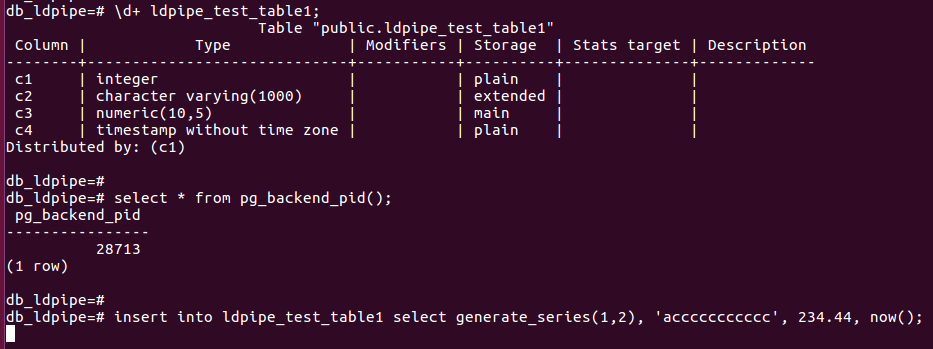 db_ldpipe=# \d+ ldpipe_test_table1;
                            Table "public.ldpipe_test_table1"
 Column |            Type             | Modifiers | Storage  | Stats target | Description
--------+-----------------------------+-----------+----------+--------------+-------------
 c1     | integer                     |           | plain    |              |
 c2     | character varying(1000)     |           | extended |              |
 c3     | numeric(10,5)               |           | main     |              |
 c4     | timestamp without time zone |           | plain    |              |
Distributed by: (c1)

db_ldpipe=#
db_ldpipe=# select * from pg_backend_pid();
 pg_backend_pid
----------------
          28713
(1 row)

db_ldpipe=#
db_ldpipe=# insert into ldpipe_test_table1 select generate_series(1,2), 'accccccccccc', 234.44, now();